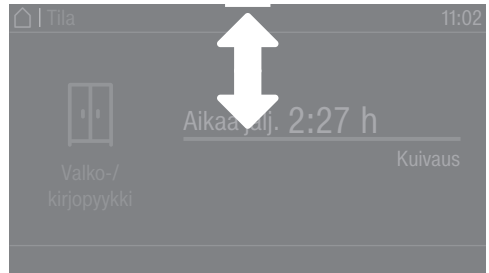 Tila
11:02
Aikaa jälj. 2:27 h
Kuivaus
Valko-/
kirjopyykki